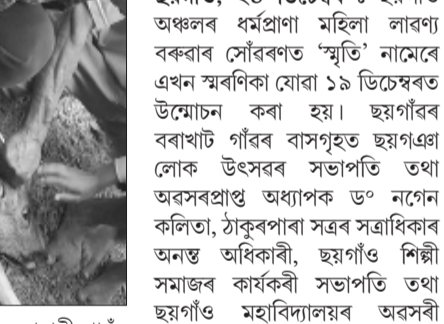 অঞ্চলৰ ধৰ্মপ্ৰাণা মহিলা লাৱণ্য
বৰুৱাৰ সোঁৱৰণত ‘স্মৃতি’ নামেৰে
এখন স্মৰণিকা যোৱা ১৯ ডিচেম্বৰত
উন্মোচন কৰা হয়। ছয়গাঁৱৰ
বৰাখাট গাঁৱৰ বাসগৃহত ছয়গঞা
লোক উৎসৱৰ সভাপতি তথা
অৱসৰপ্ৰাপ্ত অধ্যাপক ড° নগেন
কলিতা, ঠাকুৰপাৰা সত্ৰৰ সত্ৰাধিকাৰ
অনন্ত অধিকাৰী, ছয়গাঁও শিল্পী
সমাজৰ কাৰ্যকৰী সভাপতি তথা
ছয়গাঁও মহাবিদ্যালয়ৰ অৱসৰী